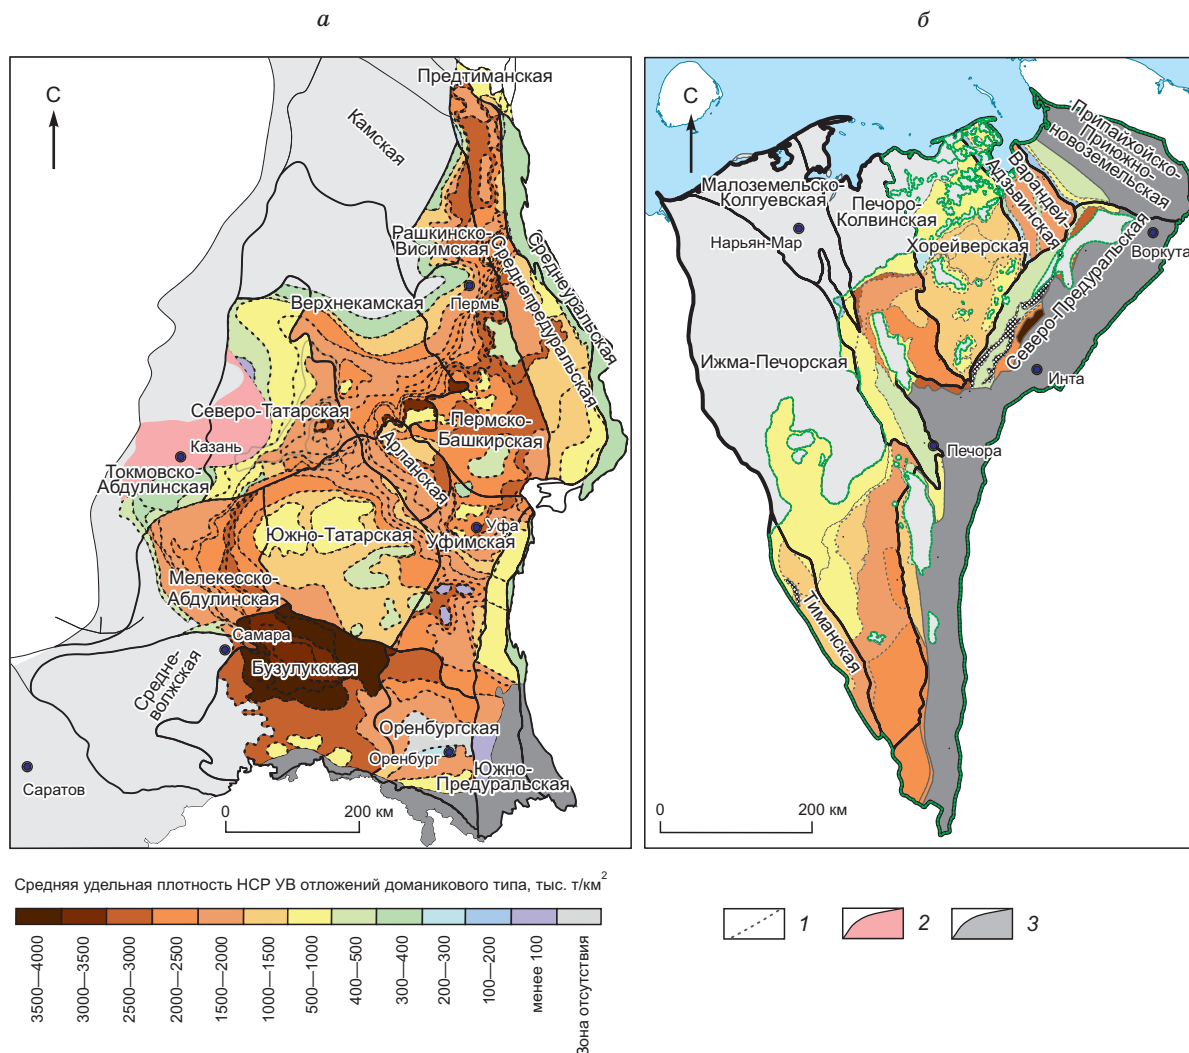 а
С
Предтиманская
Камская
Рашкинско-
Висимская
Среднепредуральская
Среднеуральская
Пермь
Верхнекамская
Северо-Татарская
Казань
Токмовско-
Абдулинская
Пермско-
Башкирская
Арланская
Южно-Татарская
Уфа
Уфимская
Мелекесско-
Абдулинская
Самара
Бузулукская
Средне-
волжская
Оренбургская
Оренбург
Южно-
Предуральская
Саратов
0
200 км
б
С
Припайхойско-
Приюжно-
новоземельская
Малоземельско-
Колгуевская
Печоро-
Колвинская
Варандей-
Адзьвинская
Нарьян-Мар
Хорейверская
Воркута
Северо-Предуральская
Ижма-Печорская
Инта
Печора
Тиманская
0
200 км
Средняя удельная плотность НСР УВ отложений доманикового типа, тыс. т/км²
3500—4000
3000—3500
2500—3000
2000—2500
1500—2000
1000—1500
500—1000
400—500
300—400
200—300
100—200
менее 100
Зона отсутствия
1
2
3